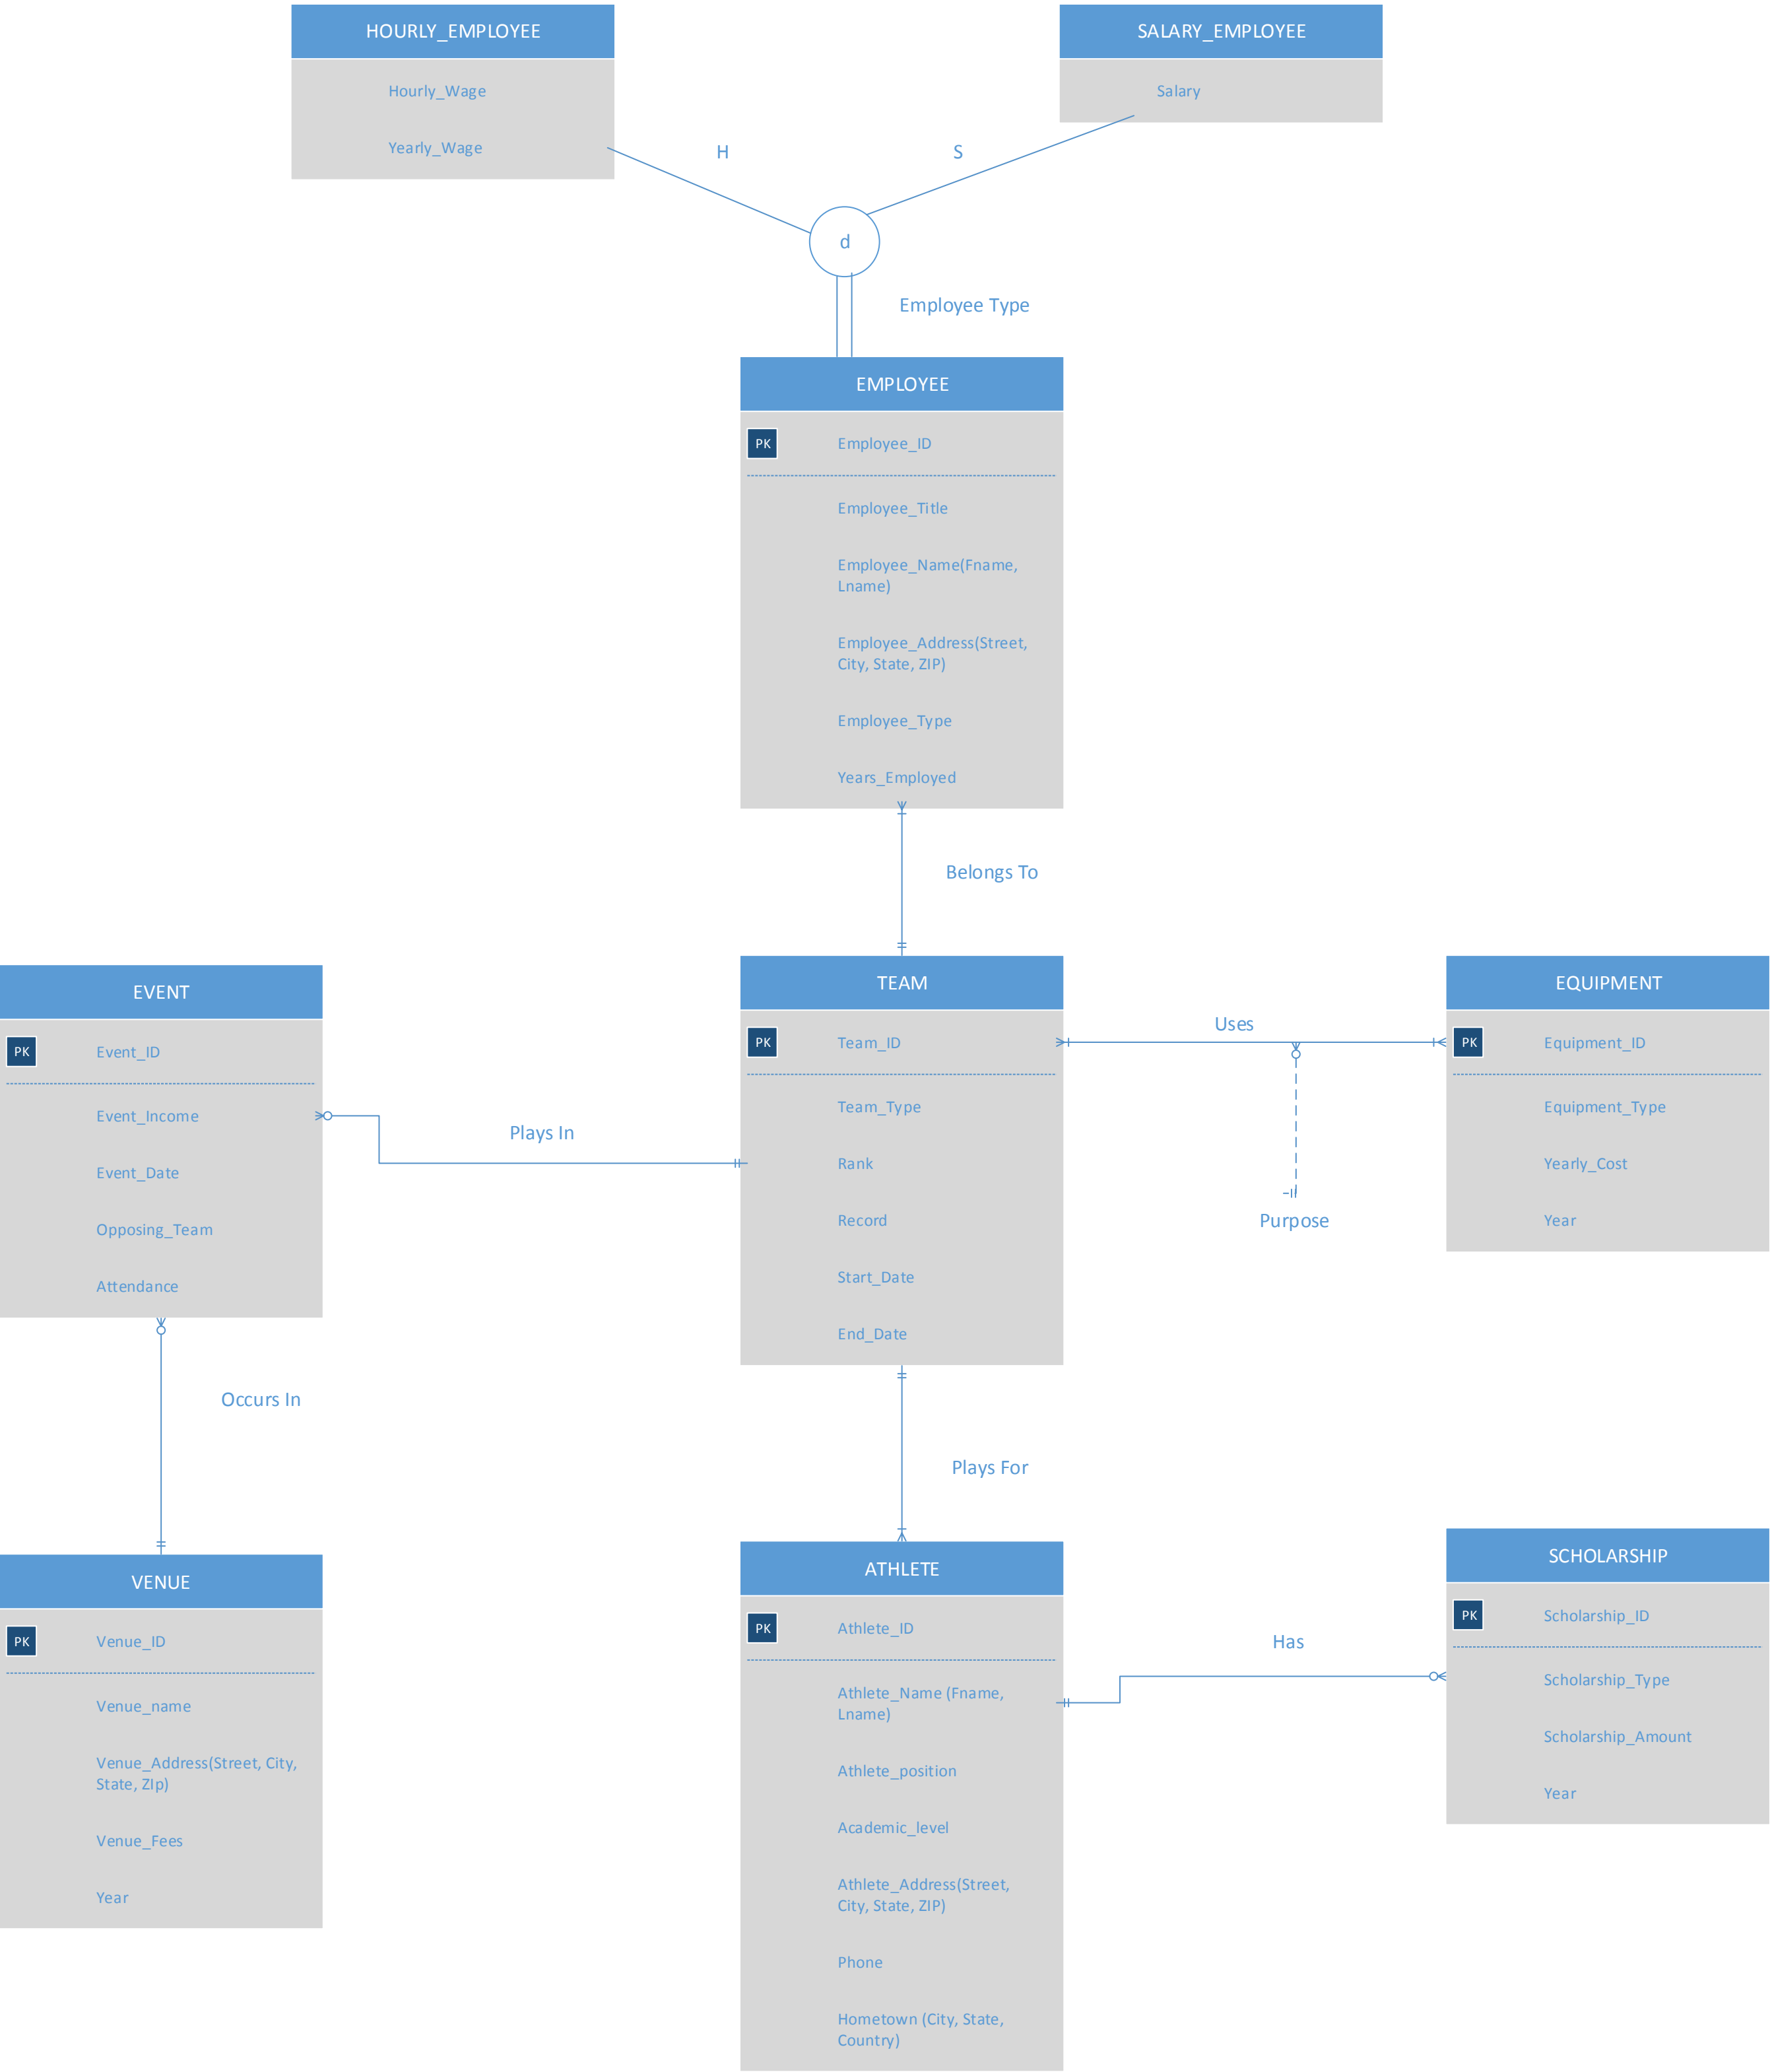 HOURLY_EMPLOYEE
Hourly_Wage
Yearly_Wage
SALARY_EMPLOYEE
Salary
H
S
d
Employee Type
EMPLOYEE
PK
Employee_ID
Employee_Title
Employee_Name(Fname,
Lname)
Employee_Address(Street,
City, State, ZIP)
Employee_Type
Years_Employed
Belongs To
EVENT
PK
Event_ID
Event_Income
Event_Date
Opposing_Team
Attendance
Plays In
TEAM
PK
Team_ID
Team_Type
Rank
Record
Start_Date
End_Date
Uses
Purpose
EQUIPMENT
PK
Equipment_ID
Equipment_Type
Yearly_Cost
Year
Occurs In
Plays For
VENUE
PK
Venue_ID
Venue_name
Venue_Address(Street, City,
State, ZIp)
Venue_Fees
Year
ATHLETE
PK
Athlete_ID
Athlete_Name (Fname,
Lname)
Athlete_position
Academic_level
Athlete_Address(Street,
City, State, ZIP)
Phone
Hometown (City, State,
Country)
Has
SCHOLARSHIP
PK
Scholarship_ID
Scholarship_Type
Scholarship_Amount
Year